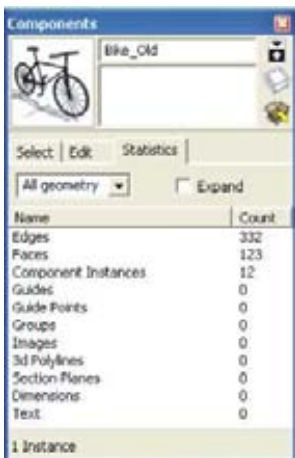 Components
Bike_Old
Select Edit Statistics
All geometry Expand
Name Count
Edges 332
Faces 123
Component Instances 12
Guides 0
Guide Points 0
Groups 0
Images 0
3d Polylines 0
Section Planes 0
Dimensions 0
Text 0
1 Instance